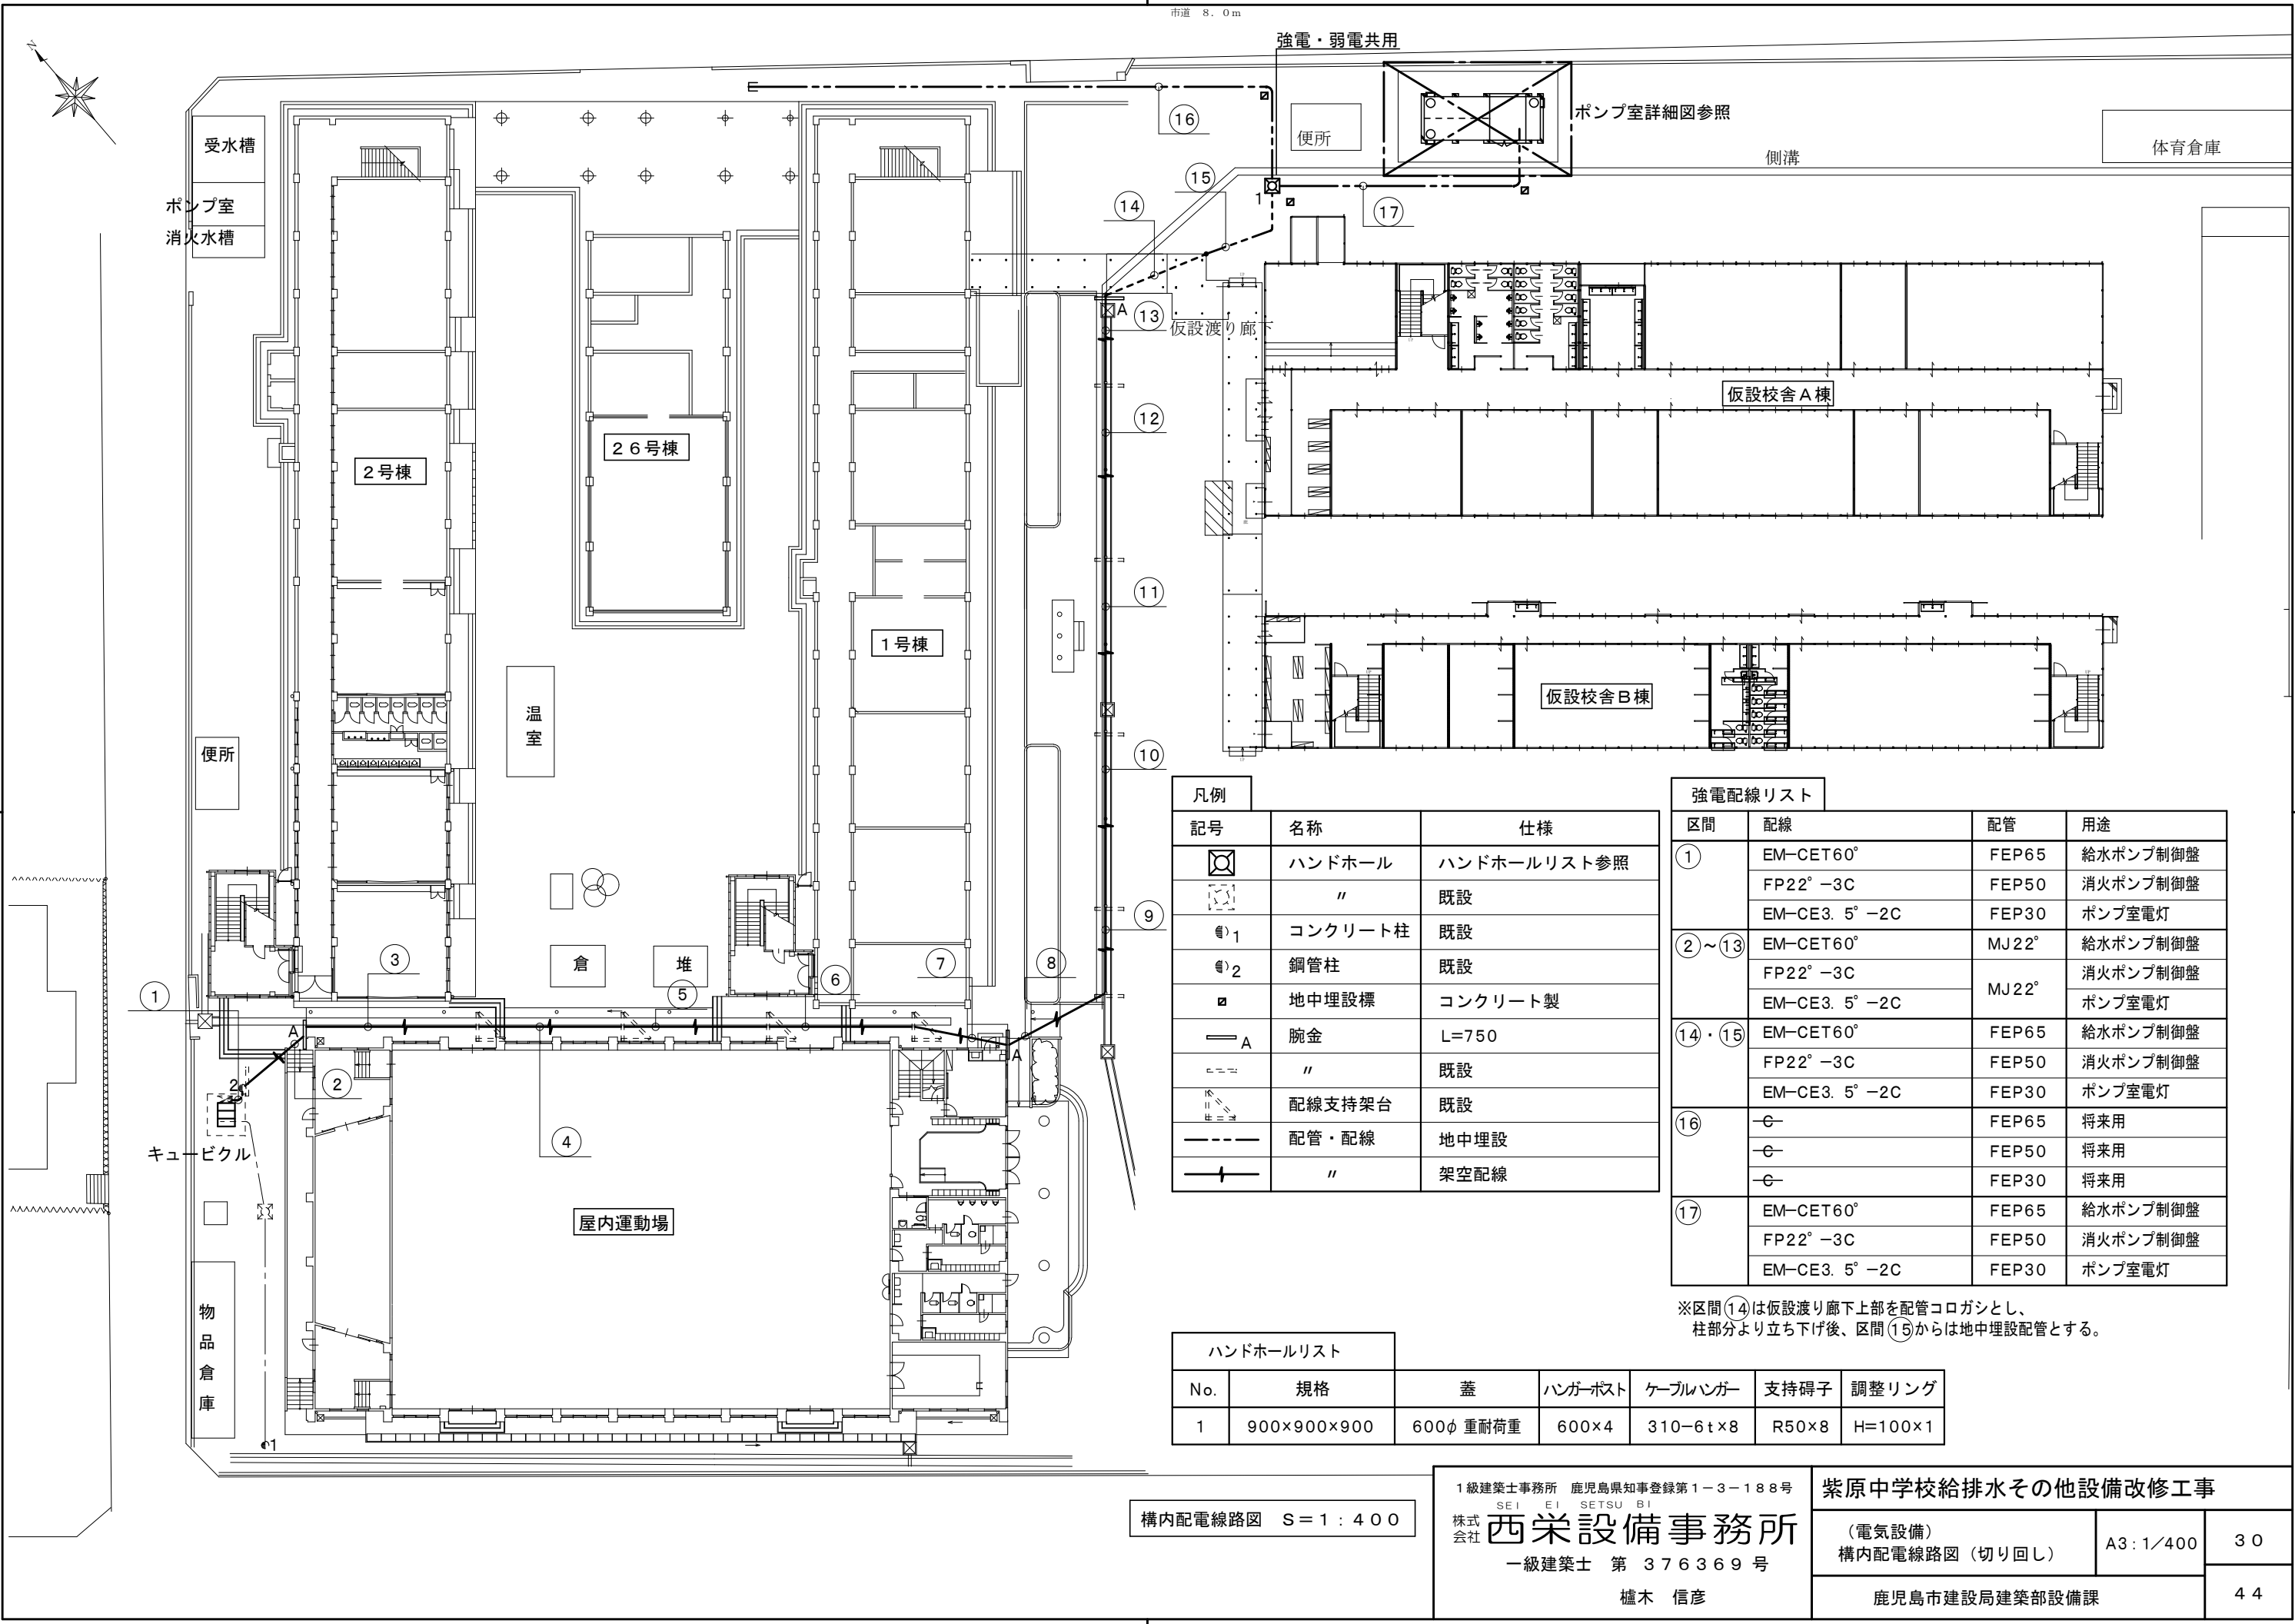 市道 8.0m
強電・弱電共用
N
ポンプ室詳細図参照
受水槽
ポンプ室
消火水槽
便所
側溝
体育倉庫
16
15
14
17
1
A
13
仮設渡り廊下
12
11
10
9
仮設校舎A棟
仮設校舎B棟
2号棟
26号棟
1号棟
温室
便所
倉
堆
1
3
5
6
7
8
A
2
2
4
A
キュービクル
屋内運動場
物品倉庫
1
凡例
記号 名称 仕様
ハンドホール ハンドホールリスト参照
〃 既設
1 コンクリート柱 既設
2 鋼管柱 既設
地中埋設標 コンクリート製
A 腕金 L=750
〃 既設
配線支持架台 既設
配管・配線 地中埋設
〃 架空配線
強電配線リスト
区間 配線 配管 用途
① EM-CET60° FEP65 給水ポンプ制御盤
FP22°-3C FEP50 消火ポンプ制御盤
EM-CE3.5°-2C FEP30 ポンプ室電灯
②~⑬ EM-CET60° MJ22° 給水ポンプ制御盤
FP22°-3C MJ22° 消火ポンプ制御盤
EM-CE3.5°-2C ポンプ室電灯
⑭・⑮ EM-CET60° FEP65 給水ポンプ制御盤
FP22°-3C FEP50 消火ポンプ制御盤
EM-CE3.5°-2C FEP30 ポンプ室電灯
⑯ C FEP65 将来用
C FEP50 将来用
C FEP30 将来用
⑰ EM-CET60° FEP65 給水ポンプ制御盤
FP22°-3C FEP50 消火ポンプ制御盤
EM-CE3.5°-2C FEP30 ポンプ室電灯
※区間⑭は仮設渡り廊下上部を配管コロガシとし、
柱部分より立ち下げ後、区間⑮からは地中埋設配管とする。
ハンドホールリスト
No. 規格 蓋 ハンガーポスト ケーブルハンガー 支持碍子 調整リング
1 900×900×900 600φ 重耐荷重 600×4 310-6t×8 R50×8 H=100×1
構内配電線路図 S=1:400
1級建築士事務所 鹿児島県知事登録第1-3-188号
SEI EI SETSU BI
株式会社 西栄設備事務所
一級建築士 第 376369 号
櫨木 信彦
紫原中学校給排水その他設備改修工事
(電気設備)
構内配電線路図(切り回し)
A3:1/400
30
鹿児島市建設局建築部設備課
44